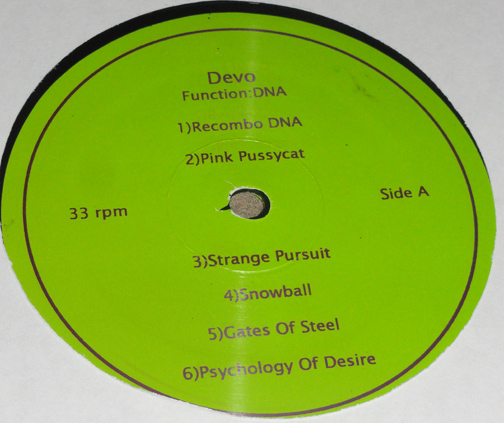 Devo
Function:DNA
1)Recombo DNA
2)Pink Pussycat
33 rpm
Side A
3)Strange Pursuit
4)Snowball
5)Gates Of Steel
6)Psychology Of Desire